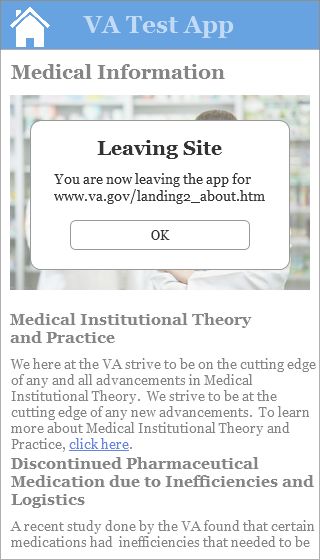 VA Test App
Medical Information
Leaving Site
You are now leaving the app for
www.va.gov/landing2_about.htm
OK
Medical Institutional Theory
and Practice
We here at the VA strive to be on the cutting edge
of any and all advancements in Medical
Institutional Theory.  We strive to be at the
cutting edge of any new advancements.  To learn
more about Medical Institutional Theory and
Practice, click here.
Discontinued Pharmaceutical
Medication due to Inefficiencies and
Logistics
A recent study done by the VA found that certain
medications had  inefficiencies that needed to be